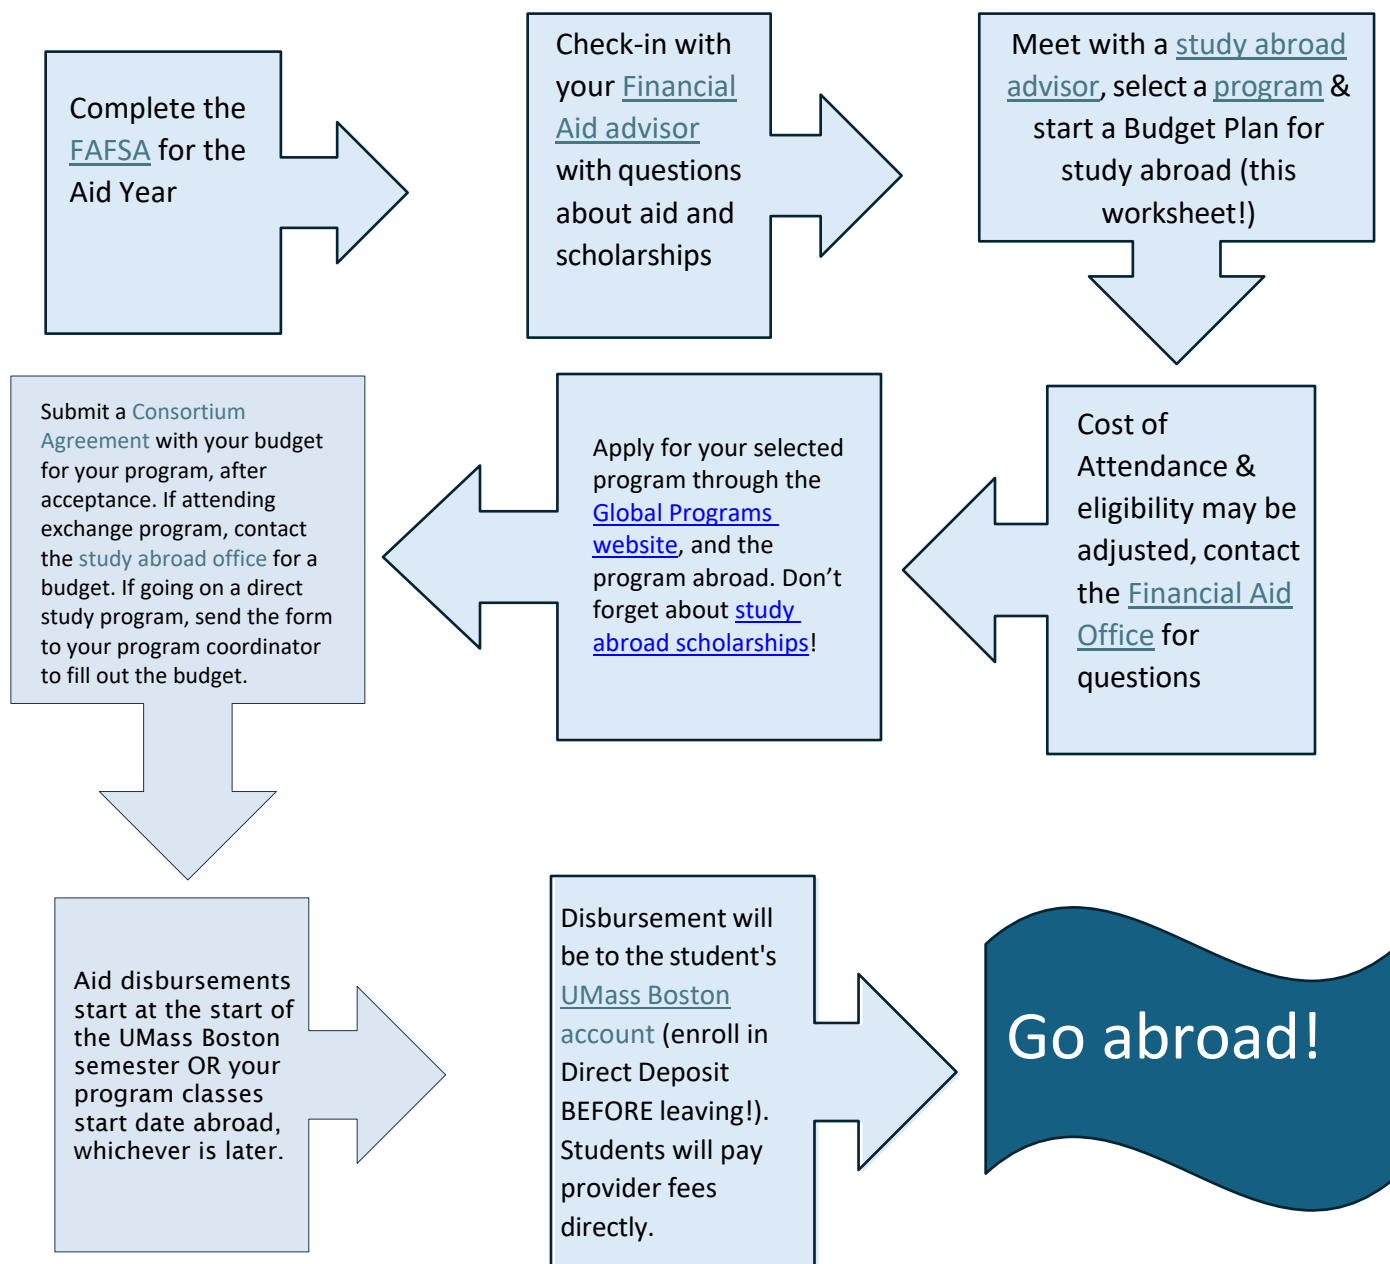 Complete the
FAFSA for the
Aid Year
Check-in with
your Financial
Aid advisor
with questions
about aid and
scholarships
Meet with a study abroad
advisor, select a program &
start a Budget Plan for
study abroad (this
worksheet!)
Cost of
Attendance &
eligibility may be
adjusted, contact
the Financial Aid
Office for
questions
Apply for your selected
program through the
Global Programs
website, and the
program abroad. Don’t
forget about study
abroad scholarships!
Submit a Consortium
Agreement with your budget
for your program, after
acceptance. If attending
exchange program, contact
the study abroad office for a
budget. If going on a direct
study program, send the form
to your program coordinator
to fill out the budget.
Aid disbursements
start at the start of
the UMass Boston
semester OR your
program classes
start date abroad,
whichever is later.
Disbursement will
be to the student's
UMass Boston
account (enroll in
Direct Deposit
BEFORE leaving!).
Students will pay
provider fees
directly.
Go abroad!